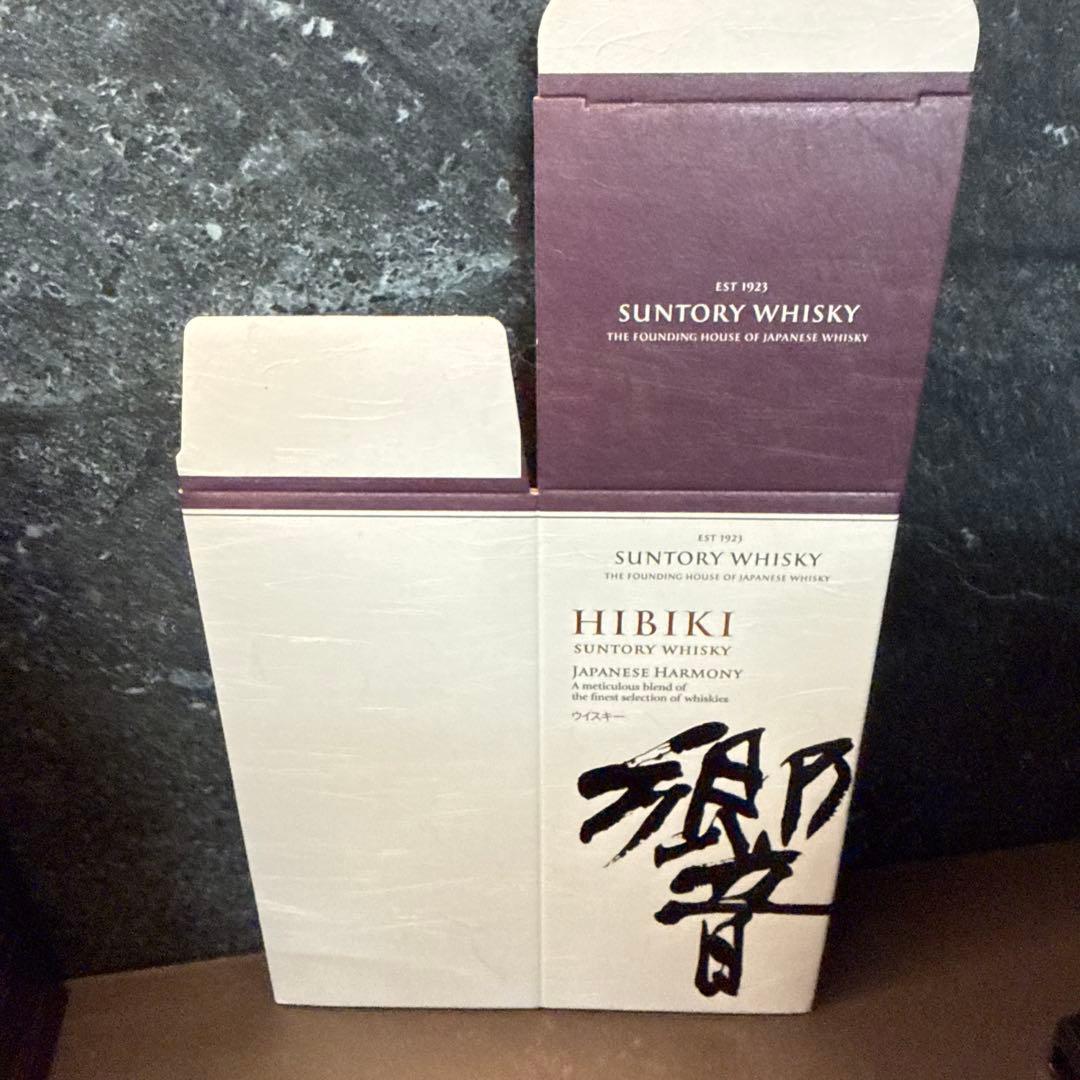 EST 1923
SUNTORY WHISKY
THE FOUNDING HOUSE OF JAPANESE WHISKY
EST 1923
SUNTORY WHISKY
THE FOUNDING HOUSE OF JAPANESE WHISKY
HIBIKI
SUNTORY WHISKY
JAPANESE HARMONY
A meticulous blend of
the finest selection of whiskies
ウイスキー
響